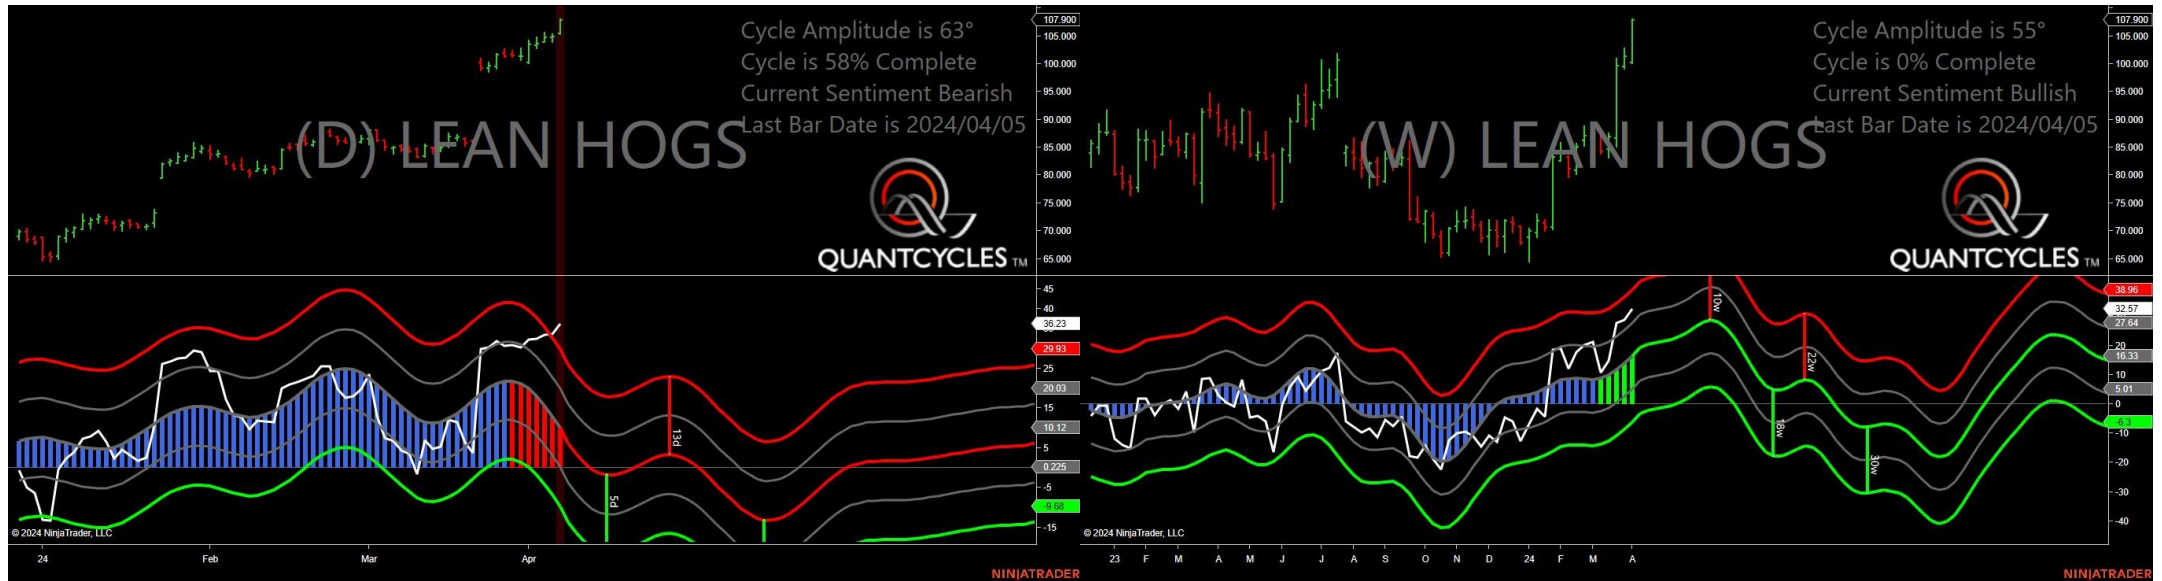 Cycle Amplitude is 63°
Cycle is 58% Complete
Current Sentiment Bearish
Last Bar Date is 2024/04/05
(D) LEAN HOGS
QUANTCYCLES TM
107.900
105.000
100.000
95.000
90.000
85.000
80.000
75.000
70.000
65.000
45
40
36.23
29.93
25
20.03
15
10.12
5
0.225
-5
-9.68
-15
13d
5d
© 2024 NinjaTrader, LLC
24 Feb Mar Apr
NINJATRADER
Cycle Amplitude is 55°
Cycle is 0% Complete
Current Sentiment Bullish
Last Bar Date is 2024/04/05
(W) LEAN HOGS
QUANTCYCLES TM
107.900
105.000
100.000
95.000
90.000
85.000
80.000
75.000
70.000
65.000
38.96
32.57
27.64
20
16.33
10
5.01
0
-6.3
-10
-20
-30
-40
10w
22w
18w
30w
© 2024 NinjaTrader, LLC
23 F M A M J J A S O N D 24 F M A
NINJATRADER